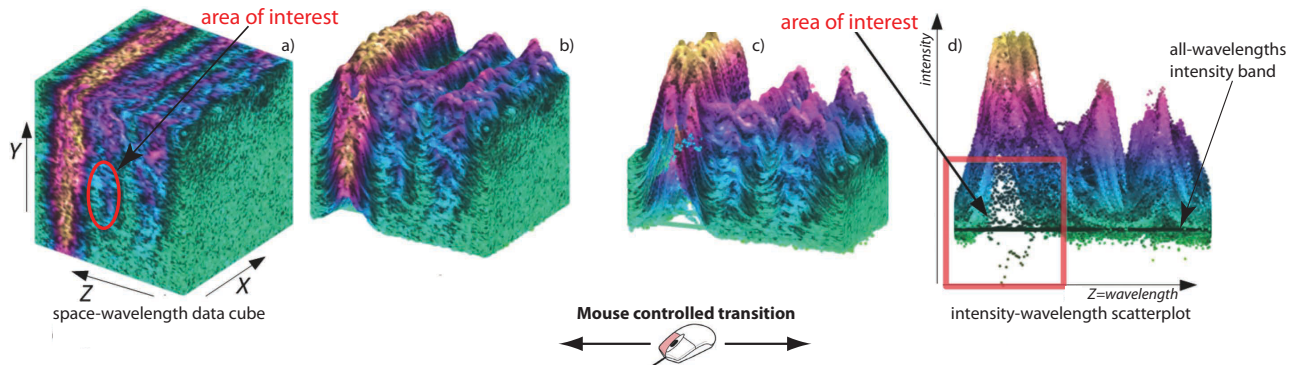 area of interest
a)
Y
Z
X
space-wavelength data cube
b)
c)
area of interest
d)
intensity
all-wavelengths
intensity band
Z=wavelength
intensity-wavelength scatterplot
Mouse controlled transition